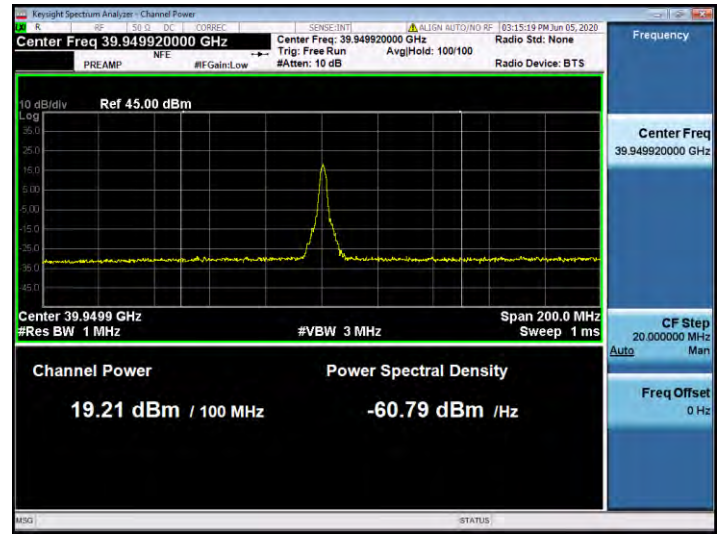 Keysight Spectrum Analyzer - Channel Power
LXI R RF 50 Ω DC CORREC SENSE:INT ALIGN AUTO/NO RF 03:15:19 PM Jun 05, 2020
Center Freq 39.949920000 GHz Center Freq: 39.949920000 GHz Radio Std: None Frequency
NFE Trig: Free Run Avg|Hold: 100/100
PREAMP #IFGain:Low #Atten: 10 dB Radio Device: BTS
10 dB/div Ref 45.00 dBm
Log
35.0
25.0
15.0
5.00
-5.00
-15.0
-25.0
-35.0
-45.0
Center Freq
39.949920000 GHz
Center 39.9499 GHz Span 200.0 MHz
#Res BW 1 MHz #VBW 3 MHz Sweep 1 ms
CF Step
20.000000 MHz
Auto Man
Channel Power Power Spectral Density
19.21 dBm / 100 MHz -60.79 dBm /Hz
Freq Offset
0 Hz
MSG STATUS